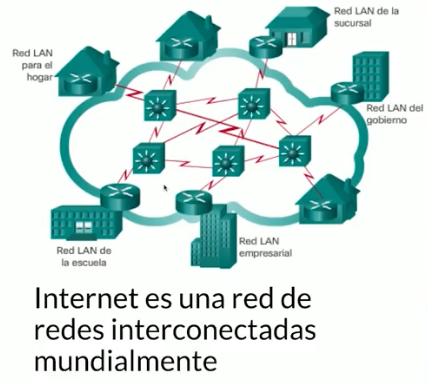 Red LAN de la
sucursal
Red LAN
para el
hogar
Red LAN del
gobierno
Red LAN de
la escuela
Red LAN
empresarial
Internet es una red de
redes interconectadas
mundialmente